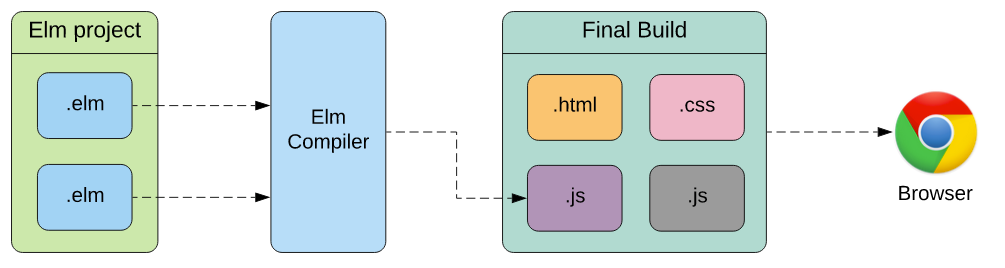 Elm project
.elm
.elm
Elm
Compiler
Final Build
.html
.css
.js
.js
Browser